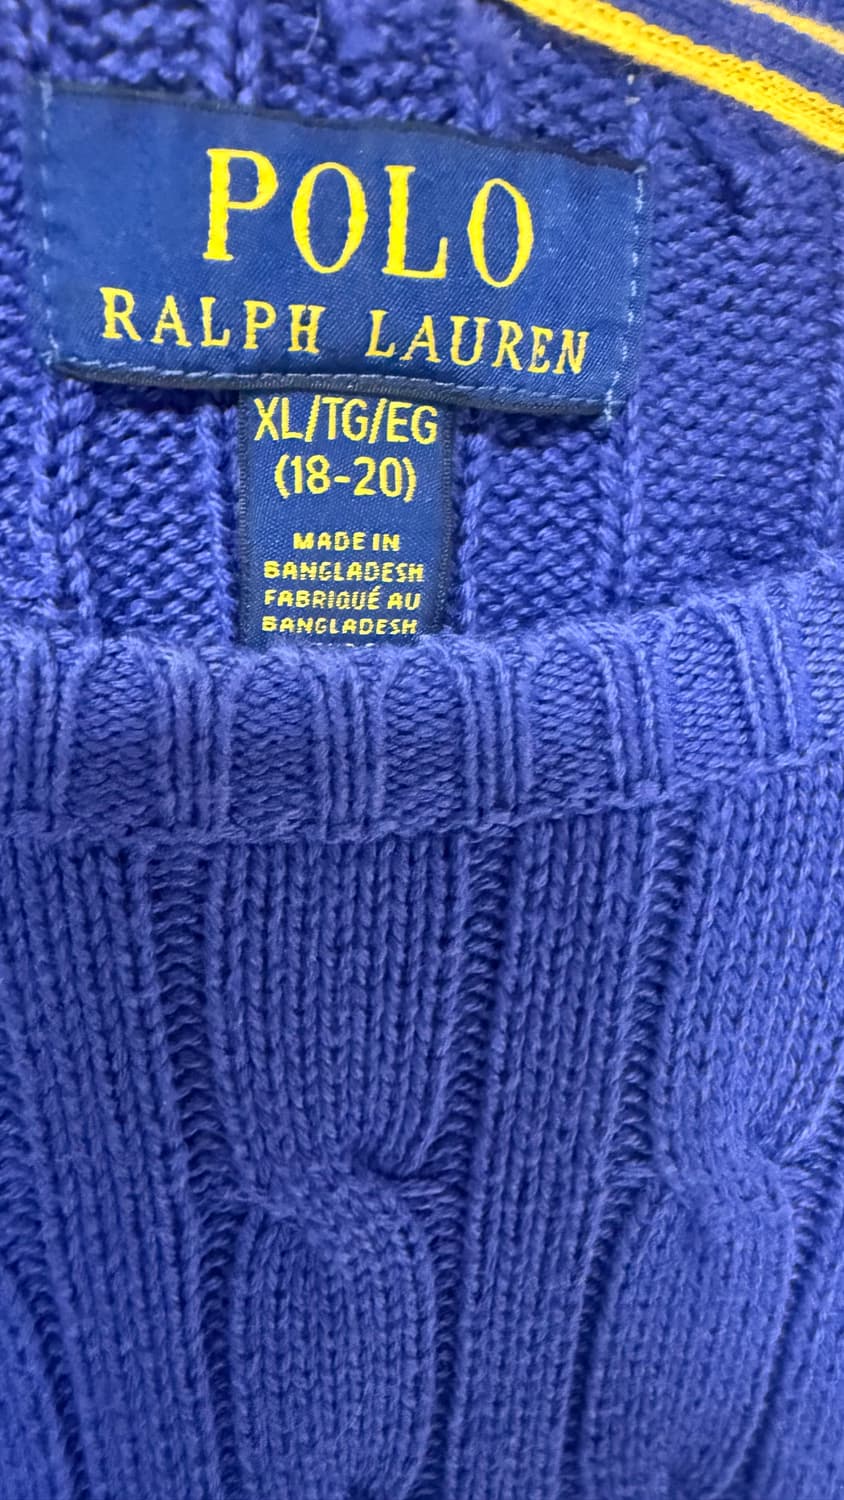 POLO
RALPH LAUREN
XL/TG/EG
(18-20)
MADE IN
BANGLADESH
FABRIQUÉ AU
BANGLADESH